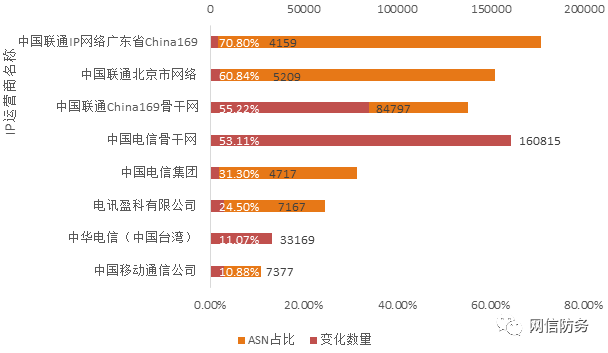 0 50000 100000 150000 200000
IP运营商名称
中国联通IP网络广东省China169 70.80% 4159
中国联通北京市网络 60.84% 5209
中国联通China169骨干网 55.22% 84797
中国电信骨干网 53.11% 160815
中国电信集团 31.30% 4717
电讯盈科有限公司 24.50% 7167
中华电信（中国台湾） 11.07% 33169
中国移动通信公司 10.88% 7377
0.00% 20.00% 40.00% 60.00% 80.00%
ASN占比 变化数量
网信防务